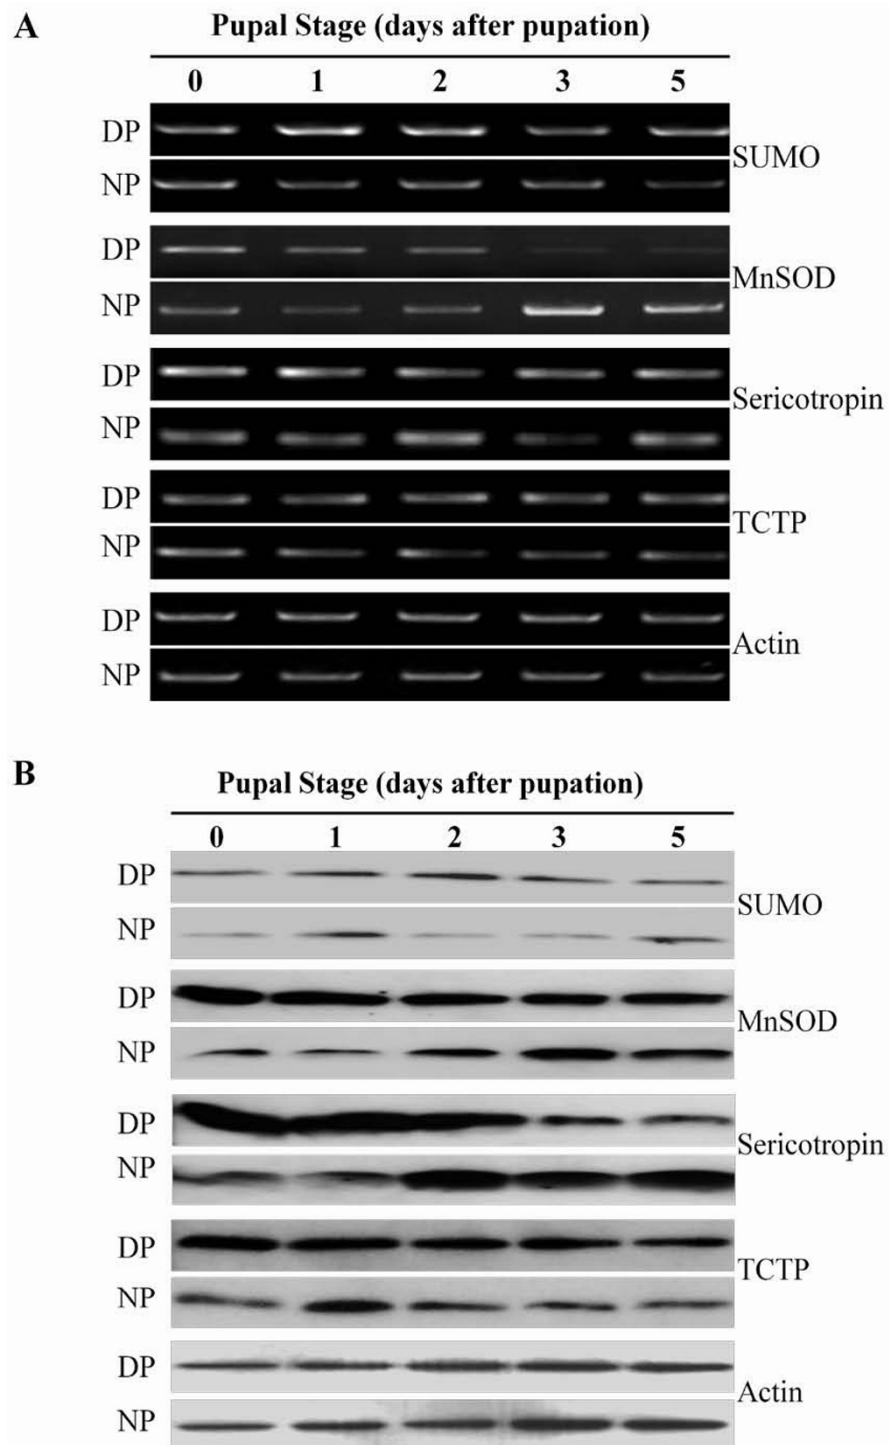 A
Pupal Stage (days after pupation)
0 1 2 3 5
DP
SUMO
NP
DP
MnSOD
NP
DP
Sericotropin
NP
DP
TCTP
NP
DP
Actin
NP
B
Pupal Stage (days after pupation)
0 1 2 3 5
DP
SUMO
NP
DP
MnSOD
NP
DP
Sericotropin
NP
DP
TCTP
NP
DP
Actin
NP